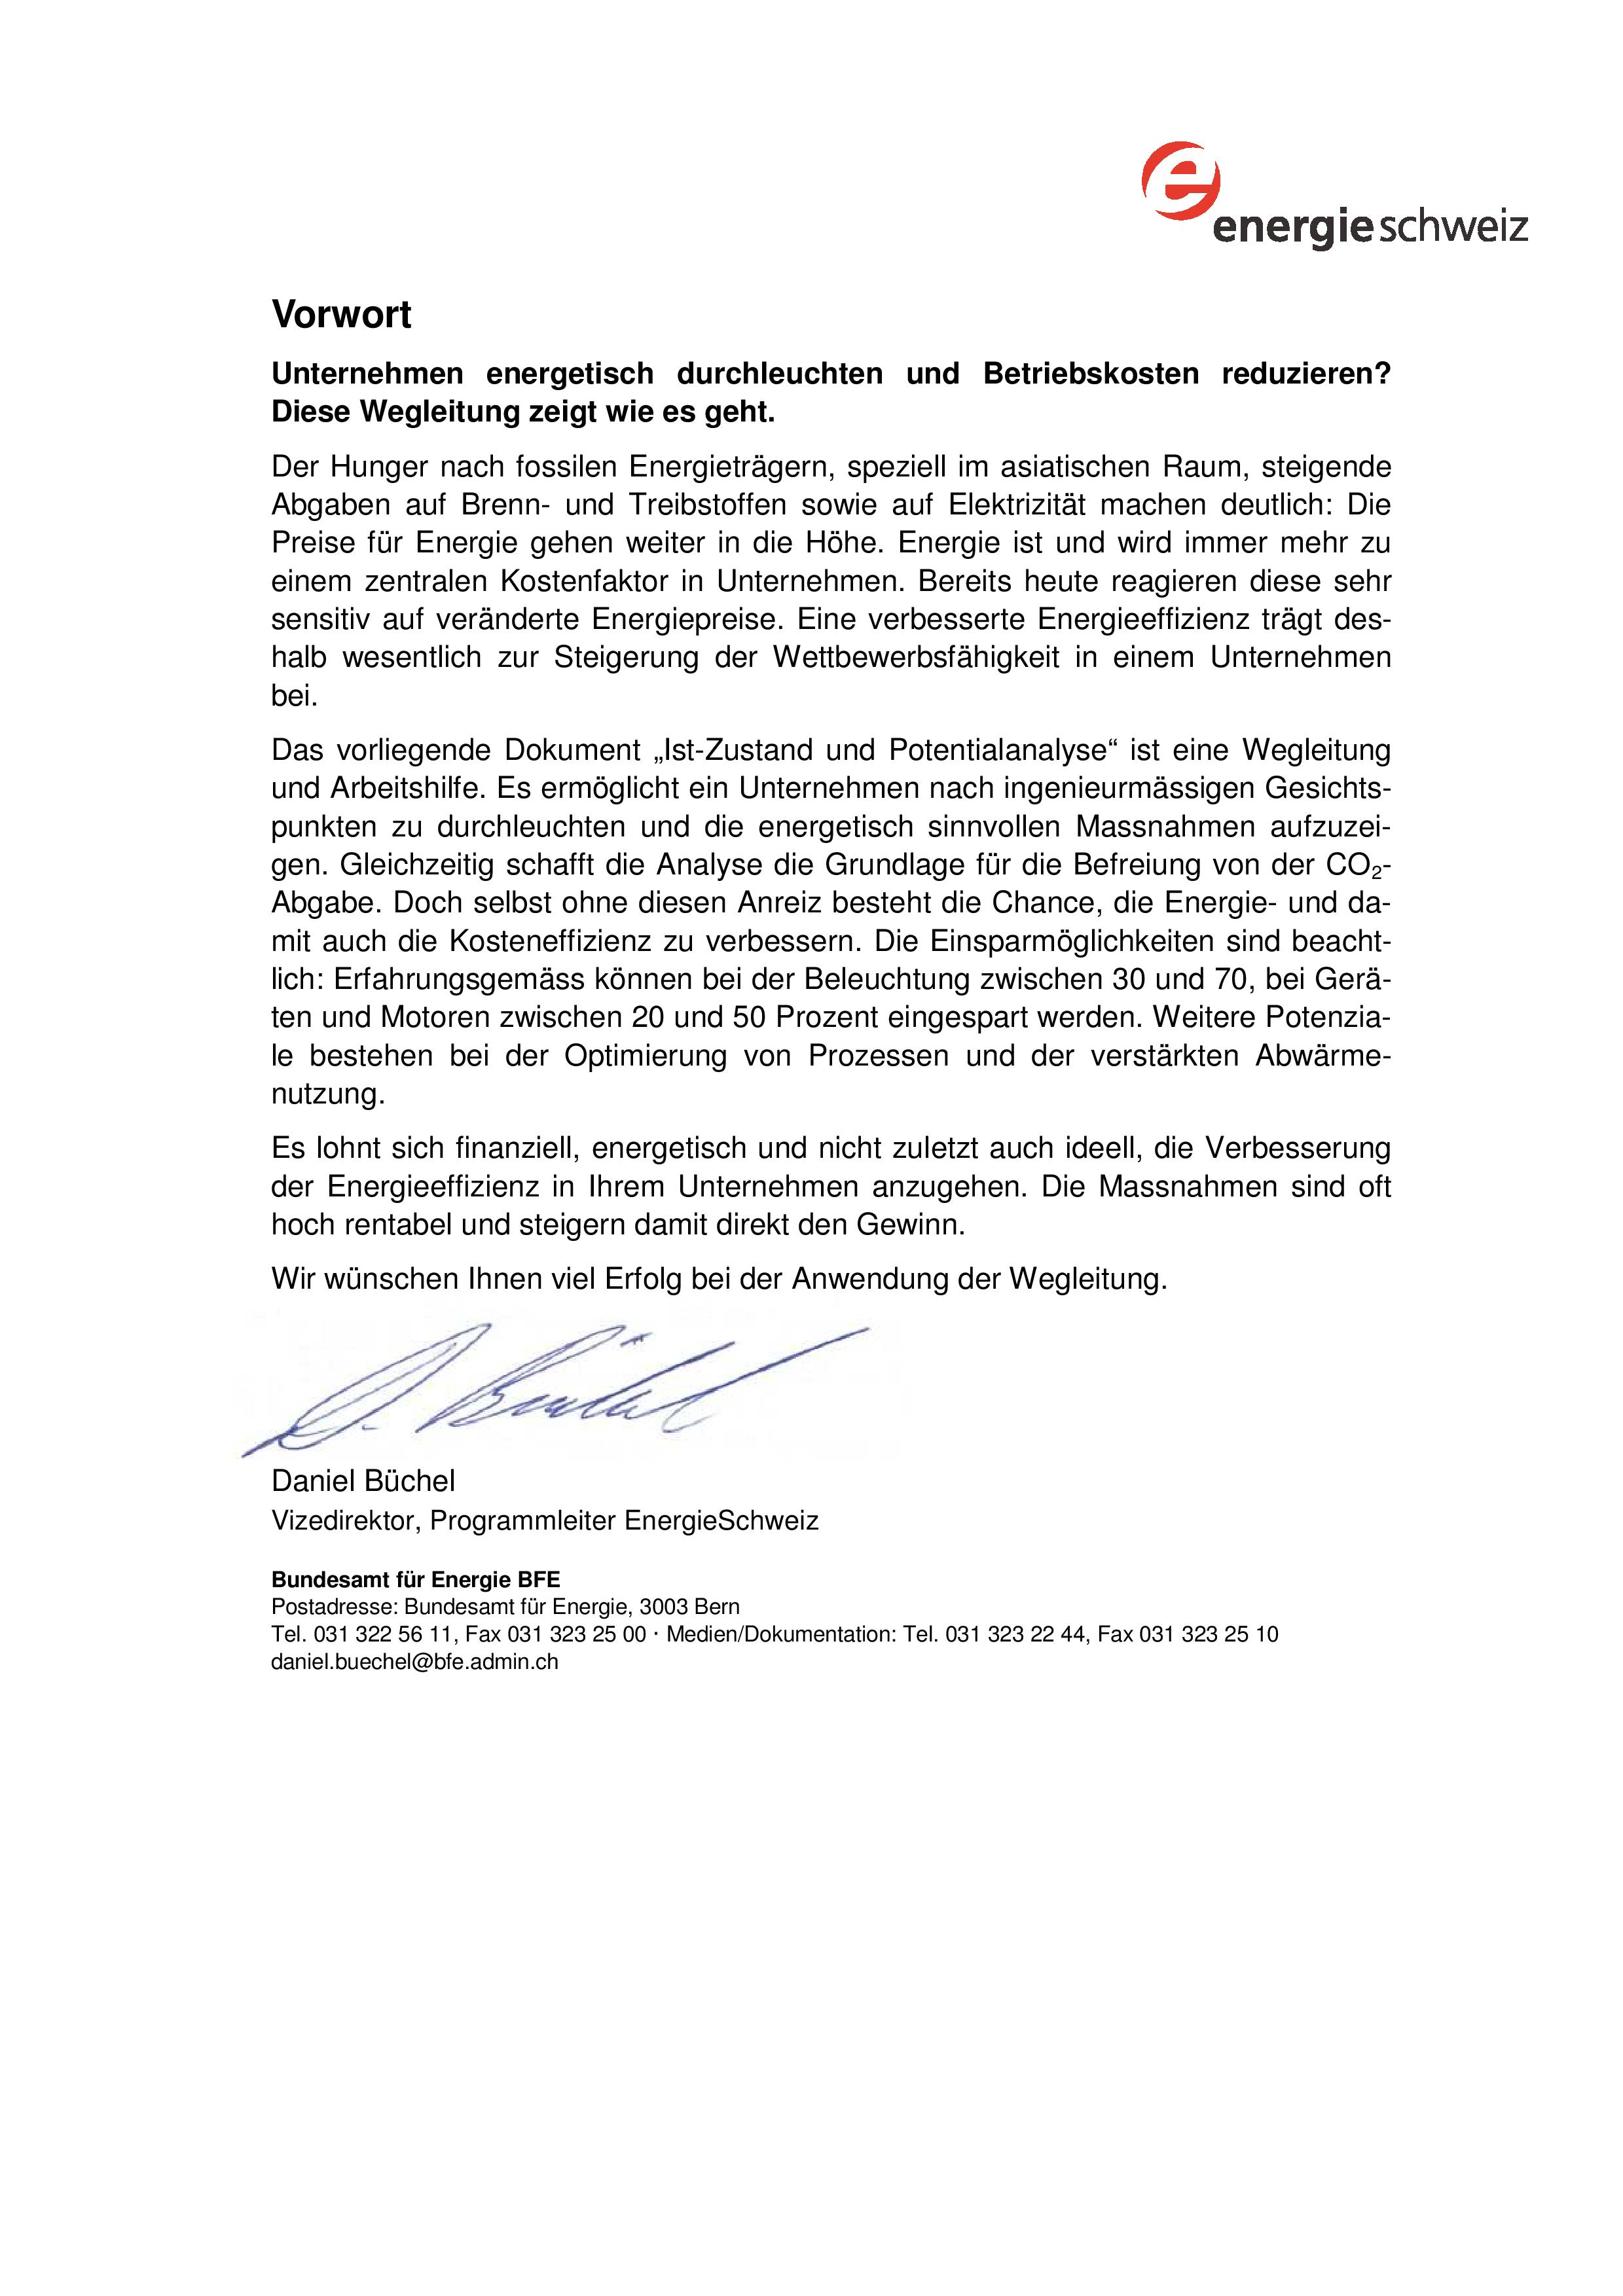 energieschweiz
Vorwort
Unternehmen energetisch durchleuchten und Betriebskosten reduzieren?
Diese Wegleitung zeigt wie es geht.
Der Hunger nach fossilen Energieträgern, speziell im asiatischen Raum, steigende
Abgaben auf Brenn- und Treibstoffen sowie auf Elektrizität machen deutlich: Die
Preise für Energie gehen weiter in die Höhe. Energie ist und wird immer mehr zu
einem zentralen Kostenfaktor in Unternehmen. Bereits heute reagieren diese sehr
sensitiv auf veränderte Energiepreise. Eine verbesserte Energieeffizienz trägt des-
halb wesentlich zur Steigerung der Wettbewerbsfähigkeit in einem Unternehmen
bei.
Das vorliegende Dokument „Ist-Zustand und Potentialanalyse“ ist eine Wegleitung
und Arbeitshilfe. Es ermöglicht ein Unternehmen nach ingenieurmässigen Gesichts-
punkten zu durchleuchten und die energetisch sinnvollen Massnahmen aufzuzei-
gen. Gleichzeitig schafft die Analyse die Grundlage für die Befreiung von der CO₂-
Abgabe. Doch selbst ohne diesen Anreiz besteht die Chance, die Energie- und da-
mit auch die Kosteneffizienz zu verbessern. Die Einsparmöglichkeiten sind beacht-
lich: Erfahrungsgemäss können bei der Beleuchtung zwischen 30 und 70, bei Gerä-
ten und Motoren zwischen 20 und 50 Prozent eingespart werden. Weitere Potenzia-
le bestehen bei der Optimierung von Prozessen und der verstärkten Abwärme-
nutzung.
Es lohnt sich finanziell, energetisch und nicht zuletzt auch ideell, die Verbesserung
der Energieeffizienz in Ihrem Unternehmen anzugehen. Die Massnahmen sind oft
hoch rentabel und steigern damit direkt den Gewinn.
Wir wünschen Ihnen viel Erfolg bei der Anwendung der Wegleitung.
D. Büchel
Daniel Büchel
Vizedirektor, Programmleiter EnergieSchweiz
Bundesamt für Energie BFE
Postadresse: Bundesamt für Energie, 3003 Bern
Tel. 031 322 56 11, Fax 031 323 25 00 · Medien/Dokumentation: Tel. 031 323 22 44, Fax 031 323 25 10
daniel.buechel@bfe.admin.ch